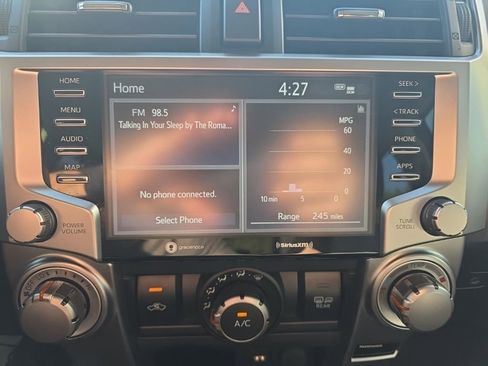 HOME
MENU
AUDIO
MAP
POWER
VOLUME
Home
4:27
FM 98.5
Talking In Your Sleep by The Roma...
No phone connected.
Select Phone
MPG
60
40
20
0
10 min 5 0
Range 245 miles
gracenote
((SiriusXM))
SEEK >
< TRACK
PHONE
APPS
TUNE
SCROLL
A/C
REAR